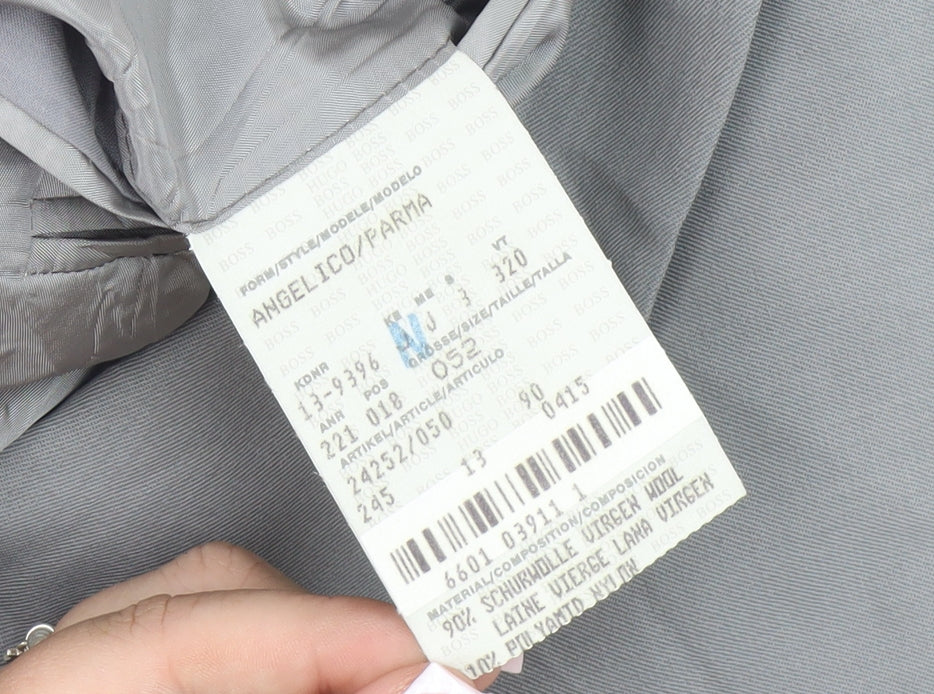 FORM/STYLE/MODELE/MODELO
ANGELICO/PARMA
KE ME S VT
N J 3 320
KDNR GROSSE/SIZE/TAILLE/TALLA
13-9396 052
ANR POS
221 018
ARTIKEL/ARTICLE/ARTICULO
24252/050 90 0415
245 13
6601 03911 1
MATERIAL/COMPOSITION/COMPOSICION
90% SCHURWOLLE VIRGEN WOOL
LAINE VIERGE LANA VIRGEN
10% POLYAMID NYLON